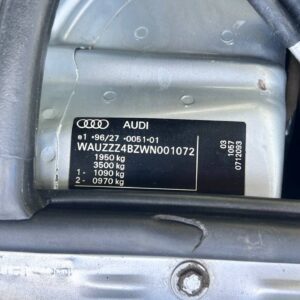 AUDI
e1 *96/27 *0051*01
WAUZZZ4BZWN001072
1950 kg
3500 kg
1 - 1090 kg
2 - 0970 kg
03
1057
0712093